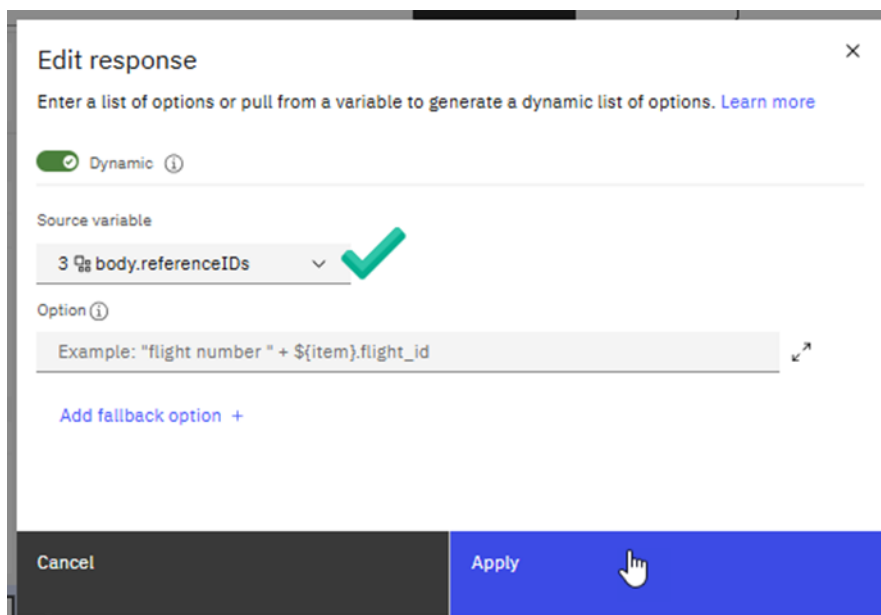 Edit response
Enter a list of options or pull from a variable to generate a dynamic list of options. Learn more
Dynamic
Source variable
3 body.referenceIDs
Option
Example: "flight number " + ${item}.flight_id
Add fallback option +
Cancel
Apply